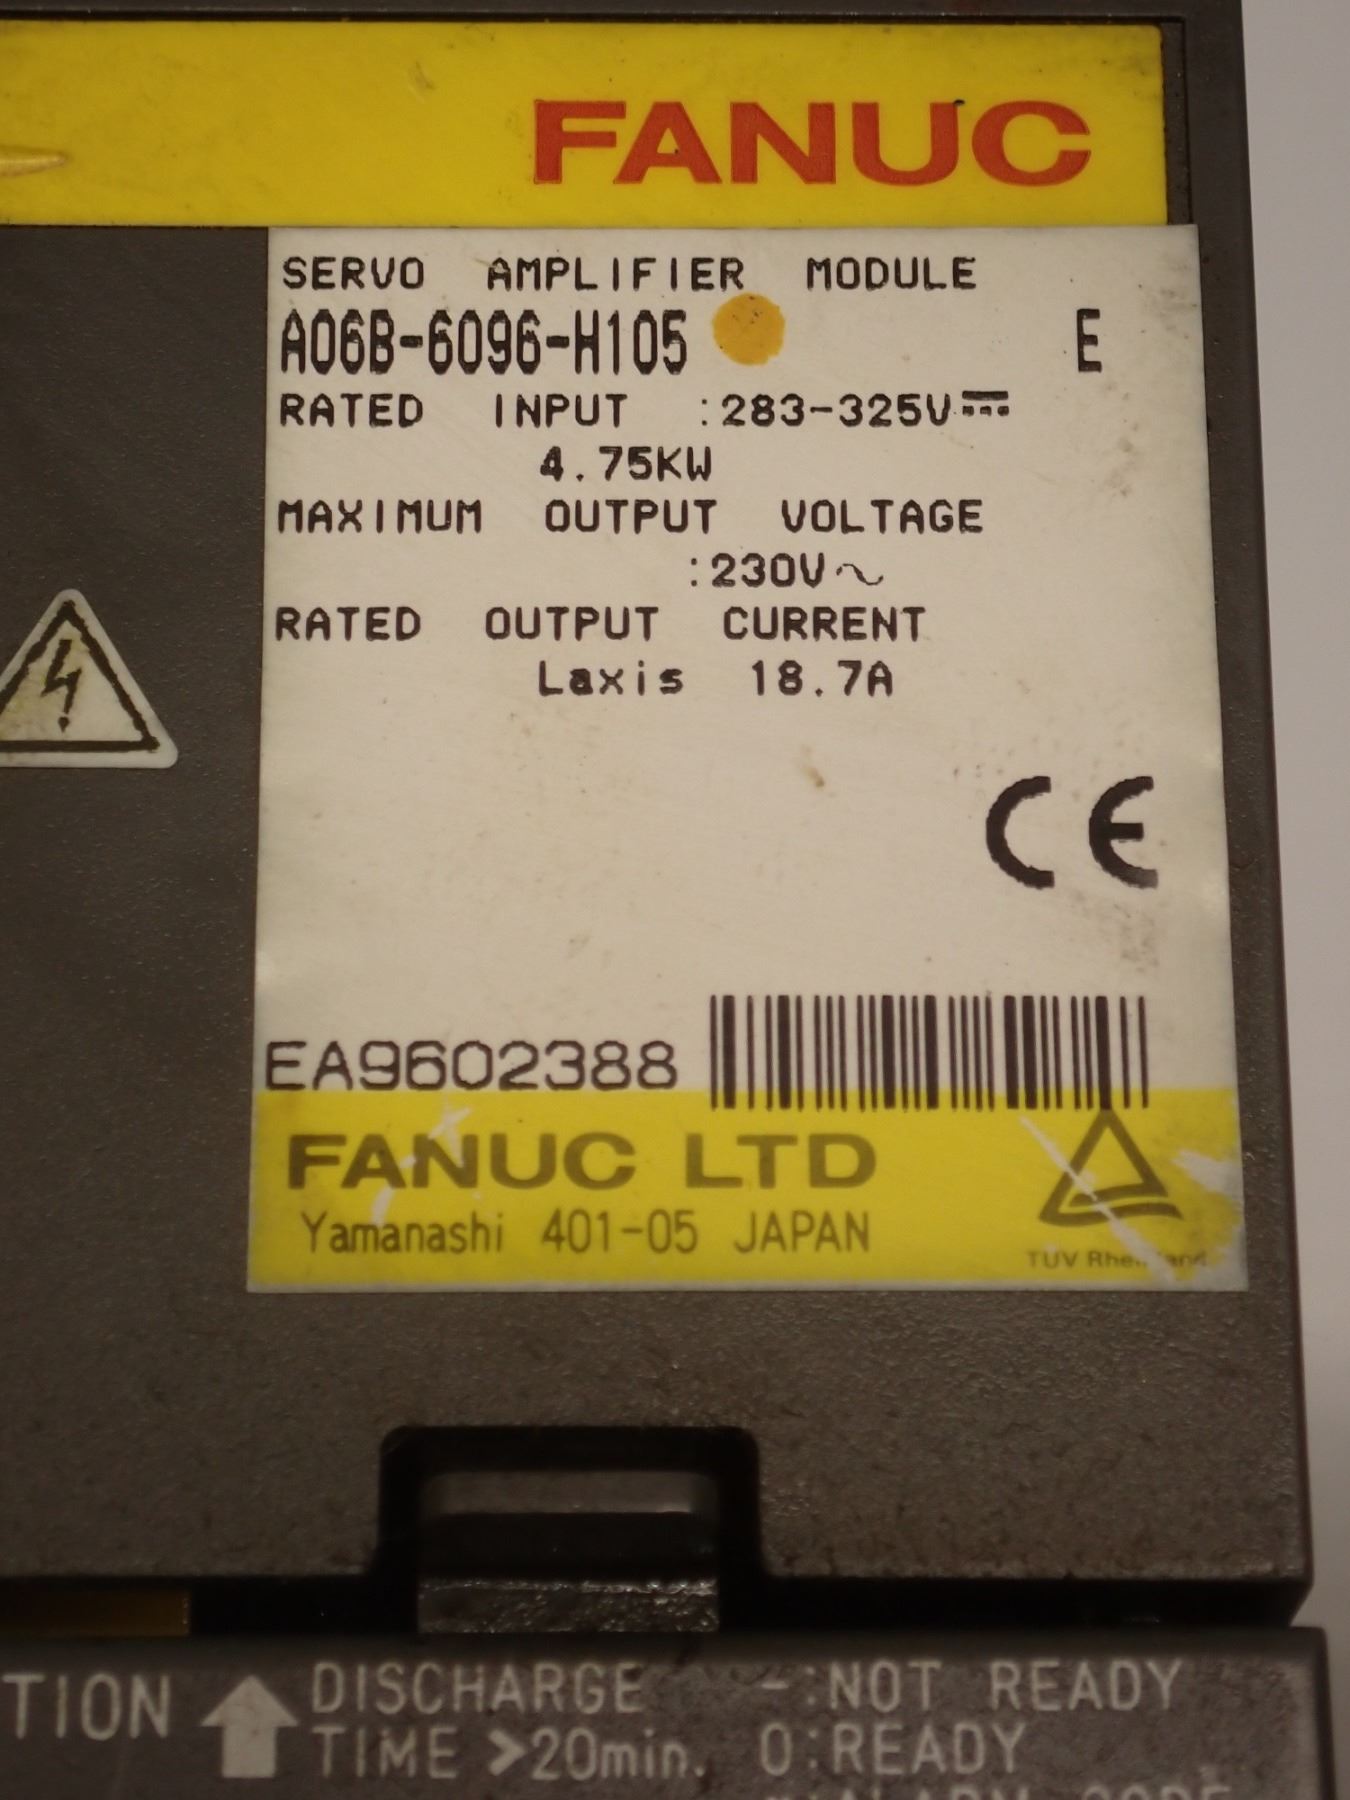 FANUC
SERVO AMPLIFIER MODULE
A06B-6096-H105 E
RATED INPUT :283-325V⎓
4.75KW
MAXIMUM OUTPUT VOLTAGE
:230V~
RATED OUTPUT CURRENT
Laxis 18.7A
CE
EA9602388
FANUC LTD
Yamanashi 401-05 JAPAN
TUV
TION DISCHARGE -:NOT READY
TIME >20min. 0:READY